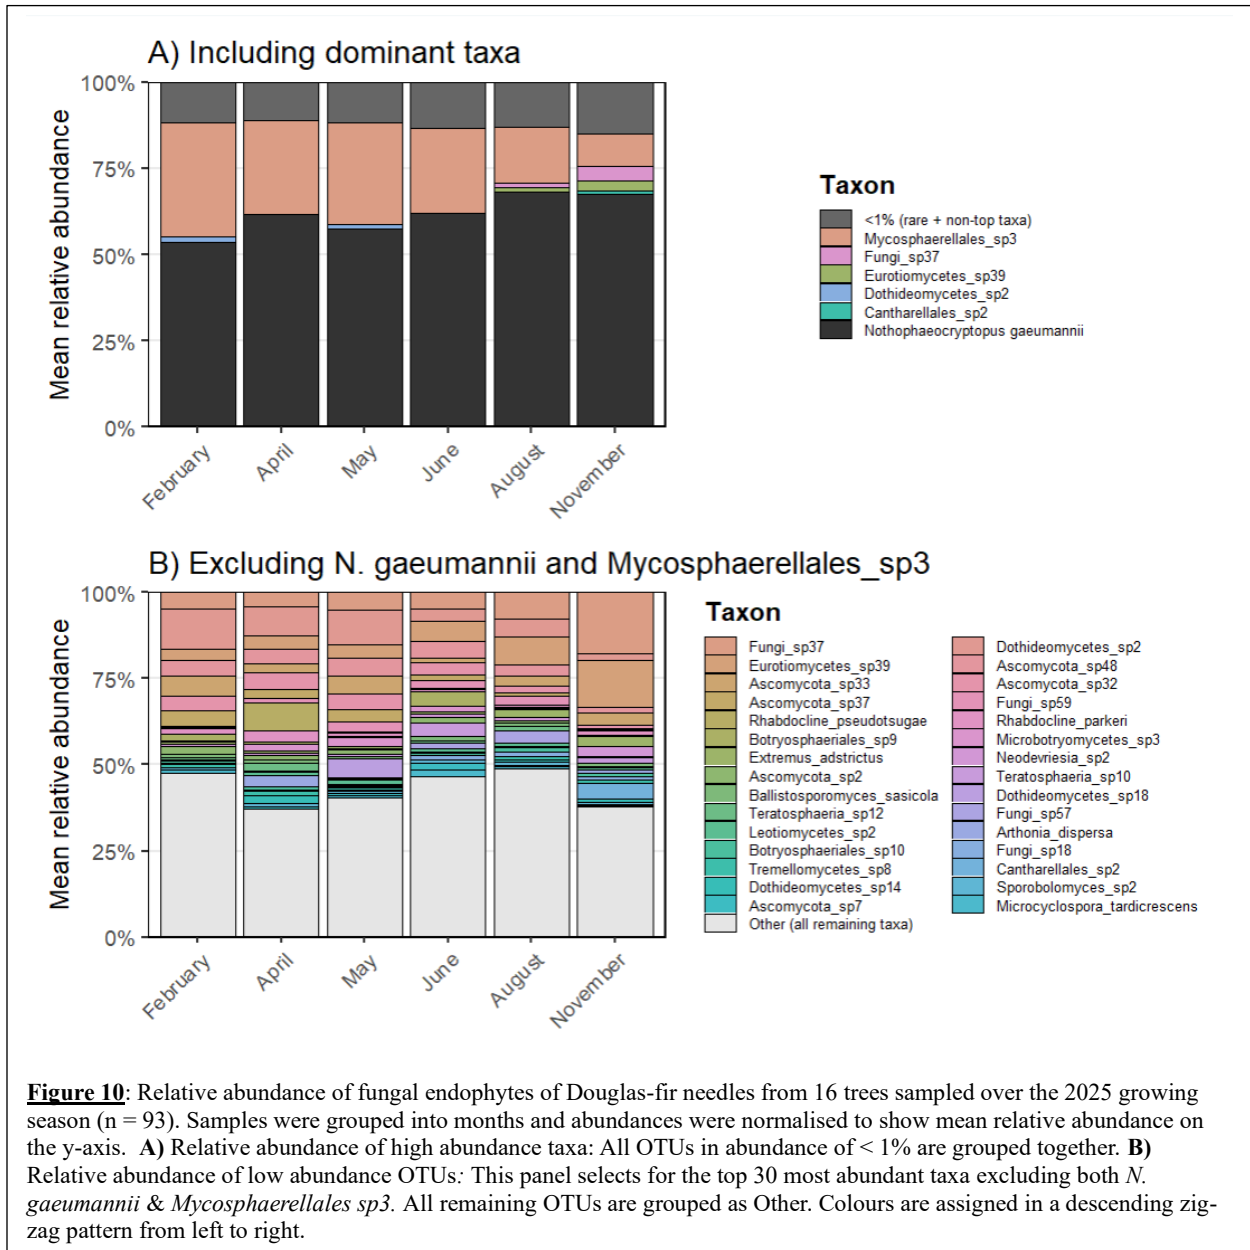 A) Including dominant taxa
Mean relative abundance
100%
75%
50%
25%
0%
February
April
May
June
August
November
Taxon
<1% (rare + non-top taxa)
Mycosphaerellales_sp3
Fungi_sp37
Eurotiomycetes_sp39
Dothideomycetes_sp2
Cantharellales_sp2
Nothophaeocryptopus gaeumannii
B) Excluding N. gaeumannii and Mycosphaerellales_sp3
Mean relative abundance
100%
75%
50%
25%
0%
February
April
May
June
August
November
Taxon
Fungi_sp37
Eurotiomycetes_sp39
Ascomycota_sp33
Ascomycota_sp37
Rhabdocline_pseudotsugae
Botryosphaeriales_sp9
Extremus_adstrictus
Ascomycota_sp2
Ballistosporomyces_sasicola
Teratosphaeria_sp12
Leotiomycetes_sp2
Botryosphaeriales_sp10
Tremellomycetes_sp8
Dothideomycetes_sp14
Ascomycota_sp7
Other (all remaining taxa)
Dothideomycetes_sp2
Ascomycota_sp48
Ascomycota_sp32
Fungi_sp59
Rhabdocline_parkeri
Microbotryomycetes_sp3
Neodevriesia_sp2
Teratosphaeria_sp10
Dothideomycetes_sp18
Fungi_sp57
Arthonia_dispersa
Fungi_sp18
Cantharellales_sp2
Sporobolomyces_sp2
Microcyclospora_tardicrescens
Figure 10: Relative abundance of fungal endophytes of Douglas-fir needles from 16 trees sampled over the 2025 growing
season (n = 93). Samples were grouped into months and abundances were normalised to show mean relative abundance on
the y-axis. A) Relative abundance of high abundance taxa: All OTUs in abundance of < 1% are grouped together. B)
Relative abundance of low abundance OTUs: This panel selects for the top 30 most abundant taxa excluding both N.
gaeumannii & Mycosphaerellales sp3. All remaining OTUs are grouped as Other. Colours are assigned in a descending zig-
zag pattern from left to right.